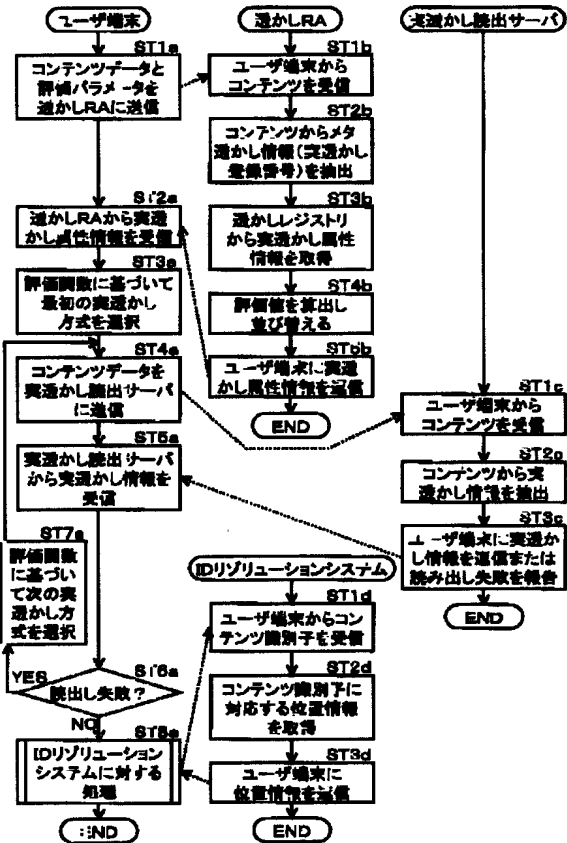 ユーザ端末
ST1a
コンテンツデータと
評価パラメータを
透かしRAに送信
ST2a
透かしRAから実透
かし属性情報を受信
ST3a
評価関数に基づいて
最初の実透かし
方式を選択
ST4a
コンテンツデータを
実透かし読出サーバ
に送信
ST5a
実透かし読出サーバ
から実透かし情報を
受信
ST7a
評価関数
に基づい
て次の実
透かし方
式を選択
ST6a
読出し失敗？
YES
NO
ST8a
IDリゾリューション
システムに対する
処理
END
透かしRA
ST1b
ユーザ端末から
コンテンツを受信
ST2b
コンテンツからメタ
透かし情報(実透かし
登録番号)を抽出
ST3b
透かしレジストリ
から実透かし属性
情報を取得
ST4b
評価値を算出し
並び替える
ST5b
ユーザ端末に実透
かし属性情報を返信
END
実透かし読出サーバ
ST1c
ユーザ端末から
コンテンツを受信
ST2c
コンテンツから実
透かし情報を抽出
ST3c
ユーザ端末に実透か
し情報を返信または
読み出し失敗を報告
END
IDリゾリューションシステム
ST1d
ユーザ端末からコン
テンツ識別子を受信
ST2d
コンテンツ識別子に
対応する位置情報
を取得
ST3d
ユーザ端末に
位置情報を返信
END